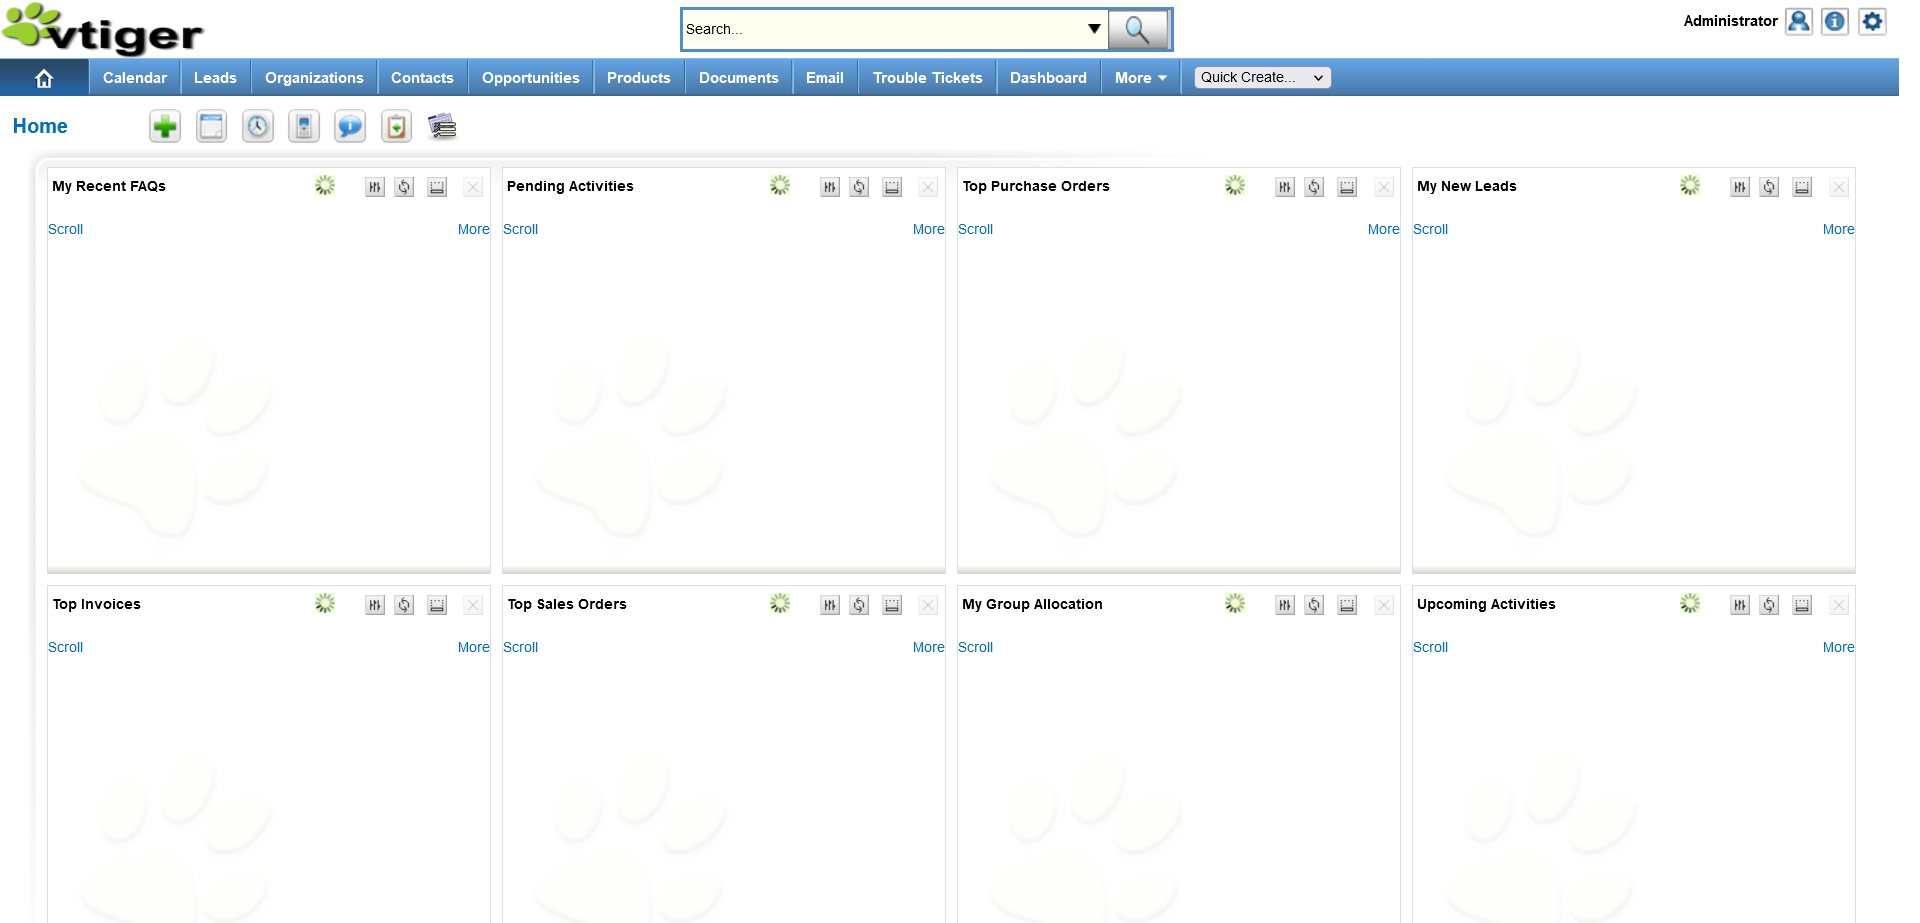 vtiger
Search...
Administrator
Calendar Leads Organizations Contacts Opportunities Products Documents Email Trouble Tickets Dashboard More Quick Create...
Home
My Recent FAQs Pending Activities Top Purchase Orders My New Leads
Scroll More Scroll More Scroll More Scroll More
Top Invoices Top Sales Orders My Group Allocation Upcoming Activities
Scroll More Scroll More Scroll More Scroll More